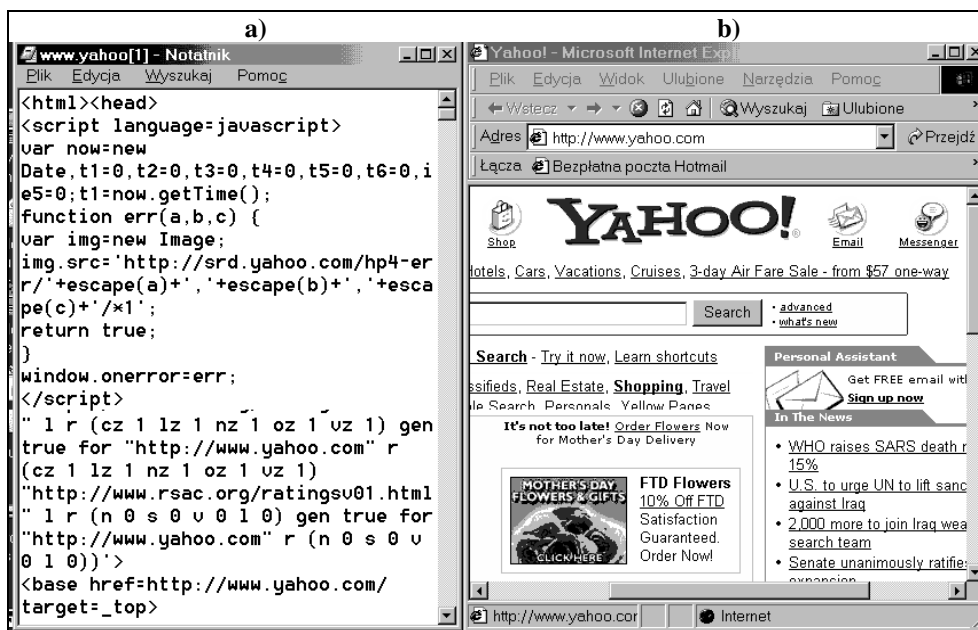 a)
www.yahoo[1] - Notatnik
Plik Edycja Wyszukaj Pomoc
<html><head>
<script language=javascript>
var now=new
Date,t1=0,t2=0,t3=0,t4=0,t5=0,t6=0,i
e5=0;t1=now.getTime();
function err(a,b,c) {
var img=new Image;
img.src='http://srd.yahoo.com/hp4-er
r/'+escape(a)+','+escape(b)+','+esca
pe(c)+'/*1';
return true;
}
window.onerror=err;
</script>
" l r (cz 1 lz 1 nz 1 oz 1 vz 1) gen
true for "http://www.yahoo.com" r
(cz 1 lz 1 nz 1 oz 1 vz 1)
"http://www.rsac.org/ratingsv01.html
" l r (n 0 s 0 v 0 l 0) gen true for
"http://www.yahoo.com" r (n 0 s 0 v
0 l 0))'>
<base href=http://www.yahoo.com/
target=_top>
b)
Yahoo! - Microsoft Internet Exp
Plik Edycja Widok Ulubione Narzędzia Pomoc
Wstecz Wyszukaj Ulubione
Adres http://www.yahoo.com Przejdź
Łącza Bezpłatna poczta Hotmail
YAHOO!
Shop Email Messenger
Hotels, Cars, Vacations, Cruises, 3-day Air Fare Sale - from $57 one-way
Search
· advanced
· what's new
Search - Try it now, Learn shortcuts
ssifieds, Real Estate, Shopping, Travel
le Search Personals Yellow Pages
It's not too late! Order Flowers Now
for Mother's Day Delivery
MOTHER'S DAY
FLOWERS & GIFTS
CLICK HERE
FTD Flowers
10% Off FTD
Satisfaction
Guaranteed.
Order Now!
Personal Assistant
Get FREE email with
Sign up now
In The News
• WHO raises SARS death r
15%
• U.S. to urge UN to lift sanc
against Iraq
• 2,000 more to join Iraq wea
search team
• Senate unanimously ratifie
expansion
http://www.yahoo.cor Internet